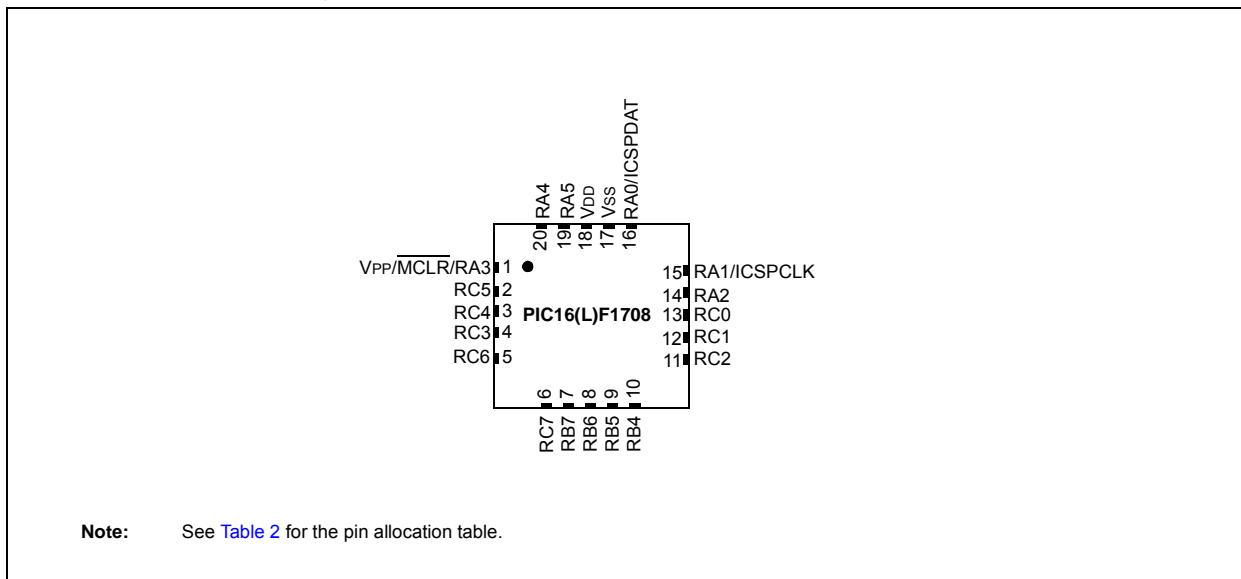 20 RA4
19 RA5
18 VDD
17 VSS
16 RA0/ICSPDAT
VPP/MCLR/RA3 1
RC5 2
RC4 3
RC3 4
RC6 5
PIC16(L)F1708
15 RA1/ICSPCLK
14 RA2
13 RC0
12 RC1
11 RC2
RC7 6
RB7 7
RB6 8
RB5 9
RB4 10
Note: See Table 2 for the pin allocation table.